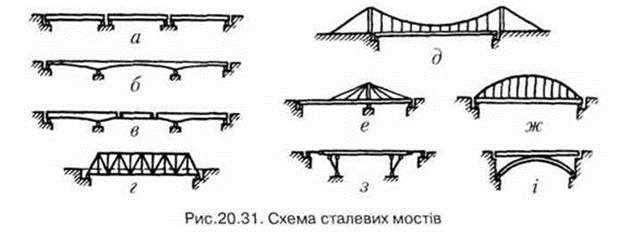 а
б
в
г
д
е
ж
з
і
Рис.20.31. Схема сталевих мостів